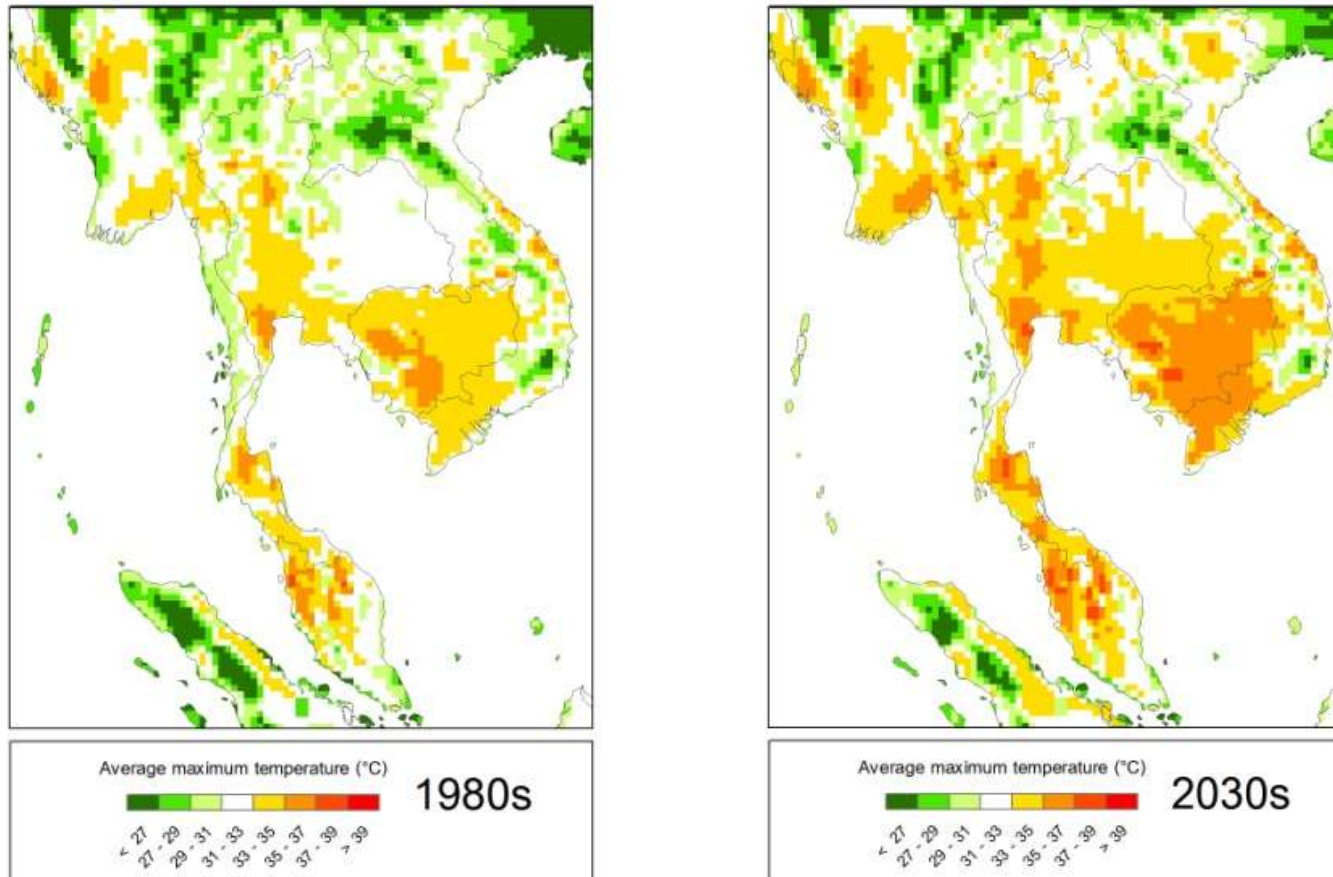 Average maximum temperature (°C)
1980s
< 27
27 - 29
29 - 31
31 - 33
33 - 35
35 - 37
37 - 39
> 39
Average maximum temperature (°C)
2030s
< 27
27 - 29
29 - 31
31 - 33
33 - 35
35 - 37
37 - 39
> 39